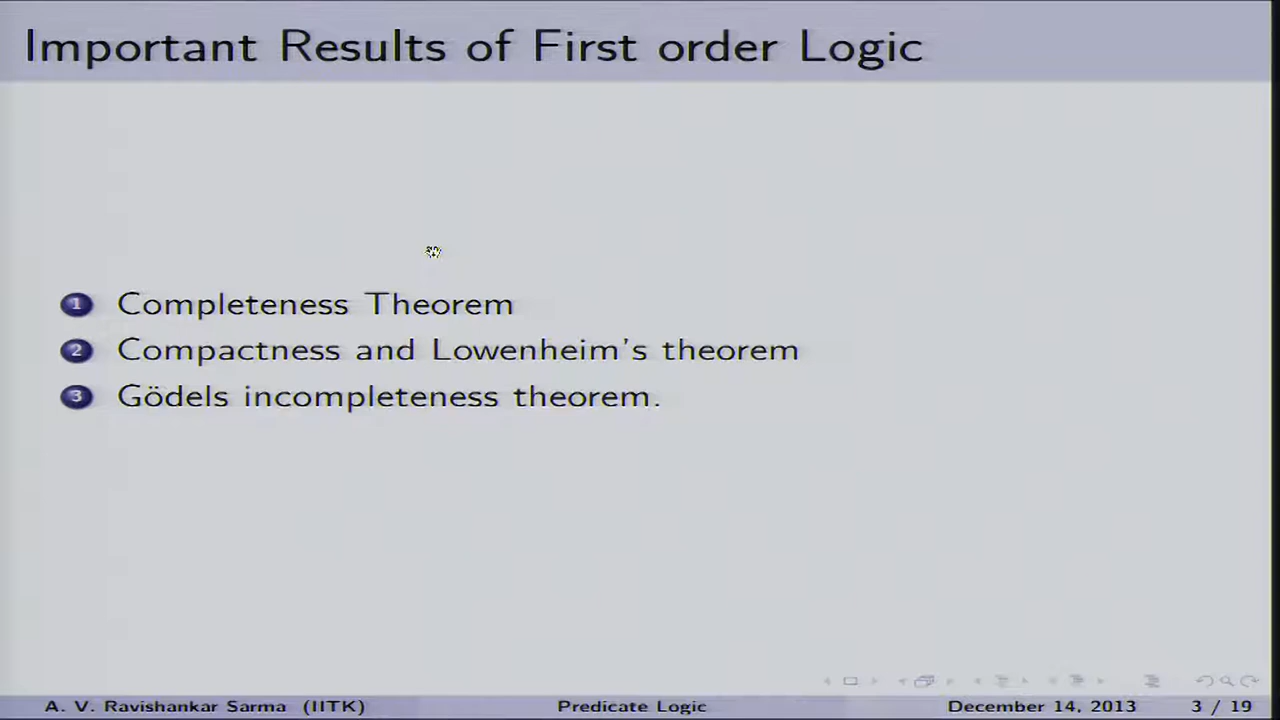 Important Results of First order Logic
1 Completeness Theorem
2 Compactness and Lowenheim's theorem
3 Gödels incompleteness theorem.
A. V. Ravishankar Sarma (IITK) Predicate Logic December 14, 2013 3 / 19